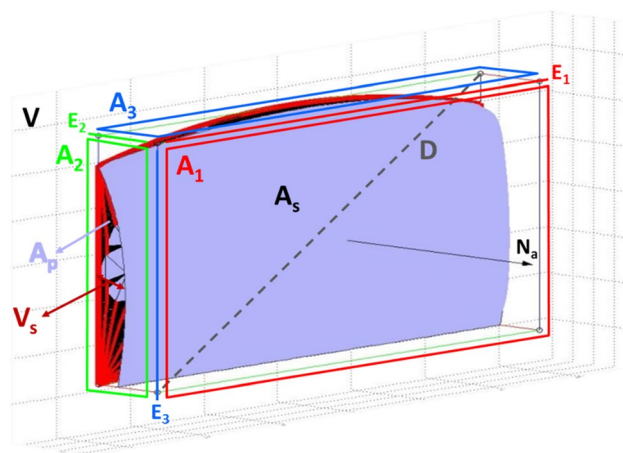 E₁
A₃
V
E₂
A₂
A₁
D
Aₛ
Aₚ
Nₐ
Vₛ
E₃